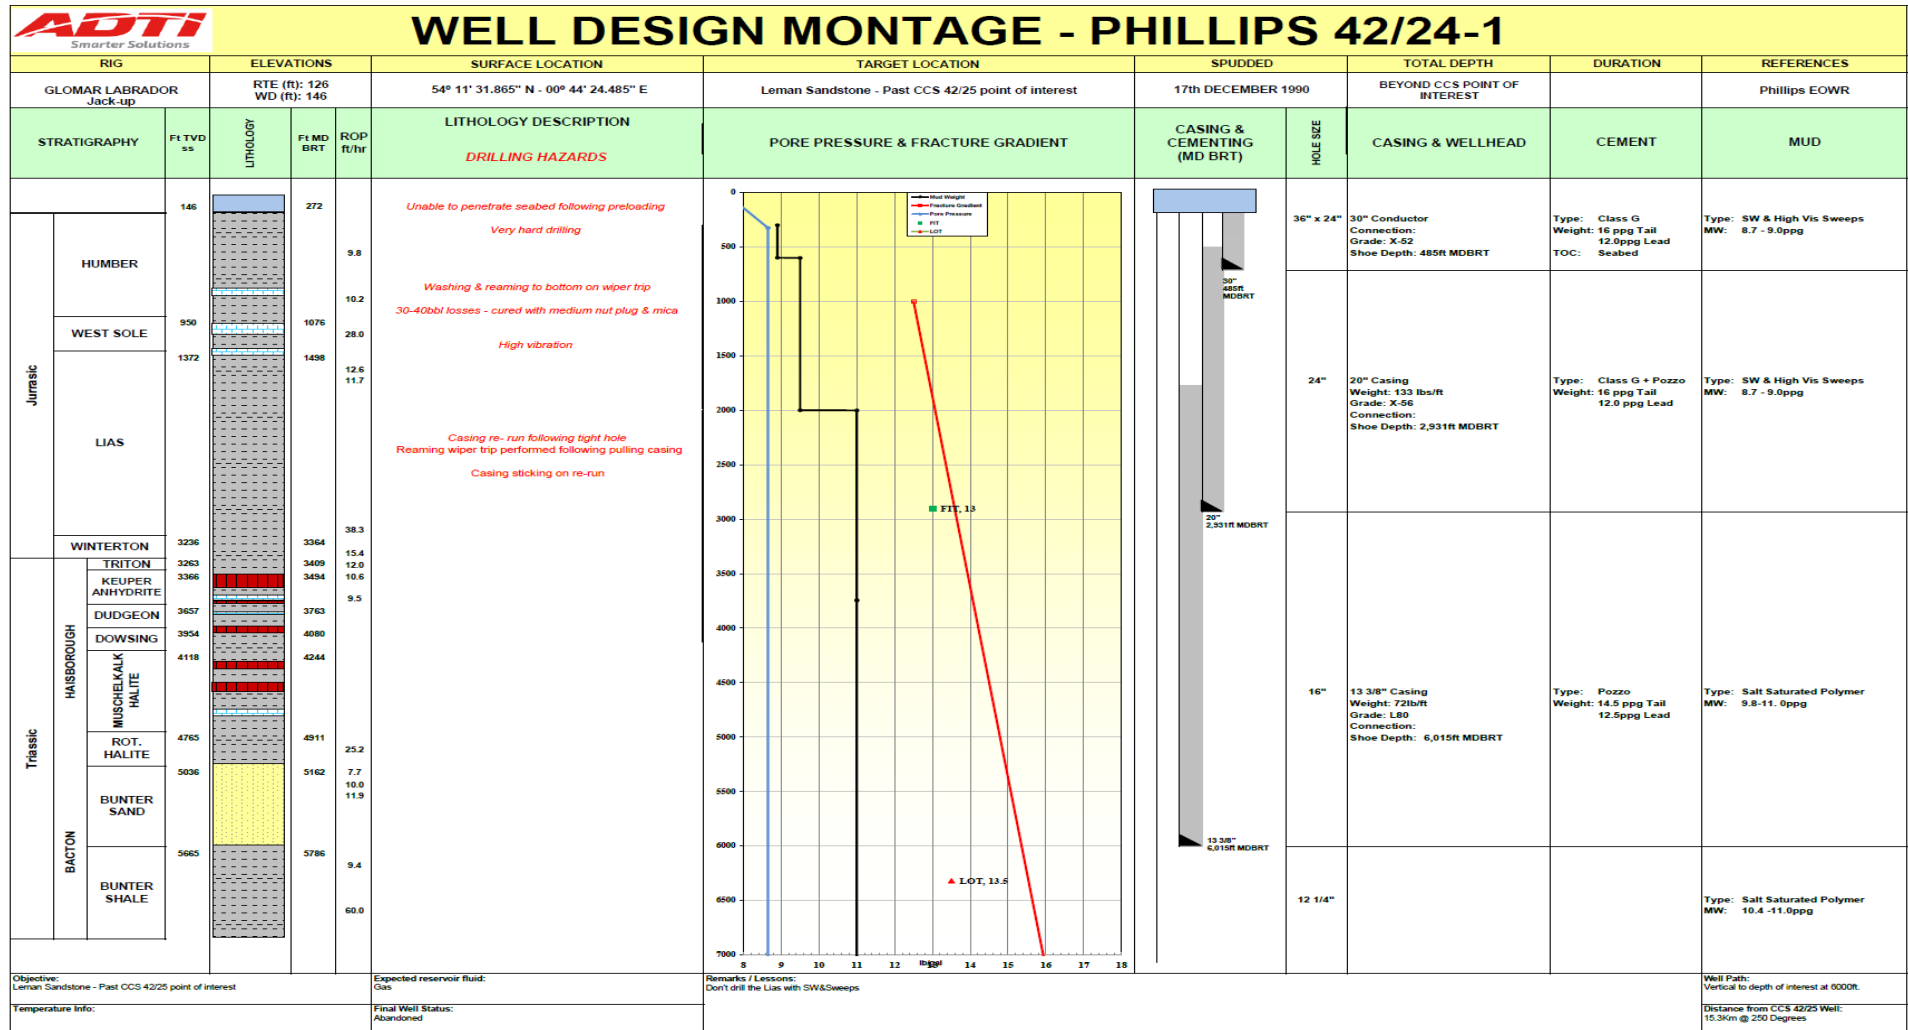 ADTI
Smarter Solutions
WELL DESIGN MONTAGE - PHILLIPS 42/24-1
RIG
ELEVATIONS
SURFACE LOCATION
TARGET LOCATION
SPUDDED
TOTAL DEPTH
DURATION
REFERENCES
GLOMAR LABRADOR
Jack-up
RTE (ft): 126
WD (ft): 146
54º 11' 31.865" N - 00º 44' 24.485" E
Leman Sandstone - Past CCS 42/25 point of interest
17th DECEMBER 1990
BEYOND CCS POINT OF
INTEREST
Phillips EOWR
STRATIGRAPHY
Ft TVD
ss
LITHOLOGY
Ft MD
BRT
ROP
ft/hr
LITHOLOGY DESCRIPTION
DRILLING HAZARDS
PORE PRESSURE & FRACTURE GRADIENT
CASING &
CEMENTING
(MD BRT)
HOLE SIZE
CASING & WELLHEAD
CEMENT
MUD
Jurrasic
HUMBER
WEST SOLE
LIAS
WINTERTON
Triassic
HAISBOROUGH
BACTON
TRITON
KEUPER
ANHYDRITE
DUDGEON
DOWSING
MUSCHELKALK
HALITE
ROT.
HALITE
BUNTER
SAND
BUNTER
SHALE
146
950
1372
3236
3263
3366
3657
3954
4118
4765
5036
5665
272
1076
1498
3364
3409
3494
3763
4080
4244
4911
5162
5786
9.8
10.2
28.0
12.6
11.7
38.3
15.4
12.0
10.6
9.5
25.2
7.7
10.0
11.9
9.4
60.0
Unable to penetrate seabed following preloading
Very hard drilling
Washing & reaming to bottom on wiper trip
30-40bbl losses - cured with medium nut plug & mica
High vibration
Casing re- run following tight hole
Reaming wiper trip performed following pulling casing
Casing sticking on re-run
Mud Weight
Fracture Gradient
Pore Pressure
FIT
LOT
0
500
1000
1500
2000
2500
3000
3500
4000
4500
5000
5500
6000
6500
7000
FIT, 13
LOT, 13.5
8 9 10 11 12 13 14 15 16 17 18
lb/gal
30"
485ft
MDBRT
20"
2,931ft MDBRT
13 3/8"
6,015ft MDBRT
36" x 24"
24"
16"
12 1/4"
30" Conductor
Connection:
Grade: X-52
Shoe Depth: 485ft MDBRT
20" Casing
Weight: 133 lbs/ft
Grade: X-56
Connection:
Shoe Depth: 2,931ft MDBRT
13 3/8" Casing
Weight: 72lb/ft
Grade: L80
Connection:
Shoe Depth: 6,015ft MDBRT
Type: Class G
Weight: 16 ppg Tail
12.0ppg Lead
TOC: Seabed
Type: Class G + Pozzo
Weight: 16 ppg Tail
12.0 ppg Lead
Type: Pozzo
Weight: 14.5 ppg Tail
12.5ppg Lead
Type: SW & High Vis Sweeps
MW: 8.7 - 9.0ppg
Type: SW & High Vis Sweeps
MW: 8.7 - 9.0ppg
Type: Salt Saturated Polymer
MW: 9.8-11. 0ppg
Type: Salt Saturated Polymer
MW: 10.4 -11.0ppg
Objective:
Leman Sandstone - Past CCS 42/25 point of interest
Temperature Info:
Expected reservoir fluid:
Gas
Final Well Status:
Abandoned
Remarks / Lessons:
Don't drill the Lias with SW&Sweeps
Well Path:
Vertical to depth of interest at 6000ft.
Distance from CCS 42/25 Well:
15.3Km @ 250 Degrees